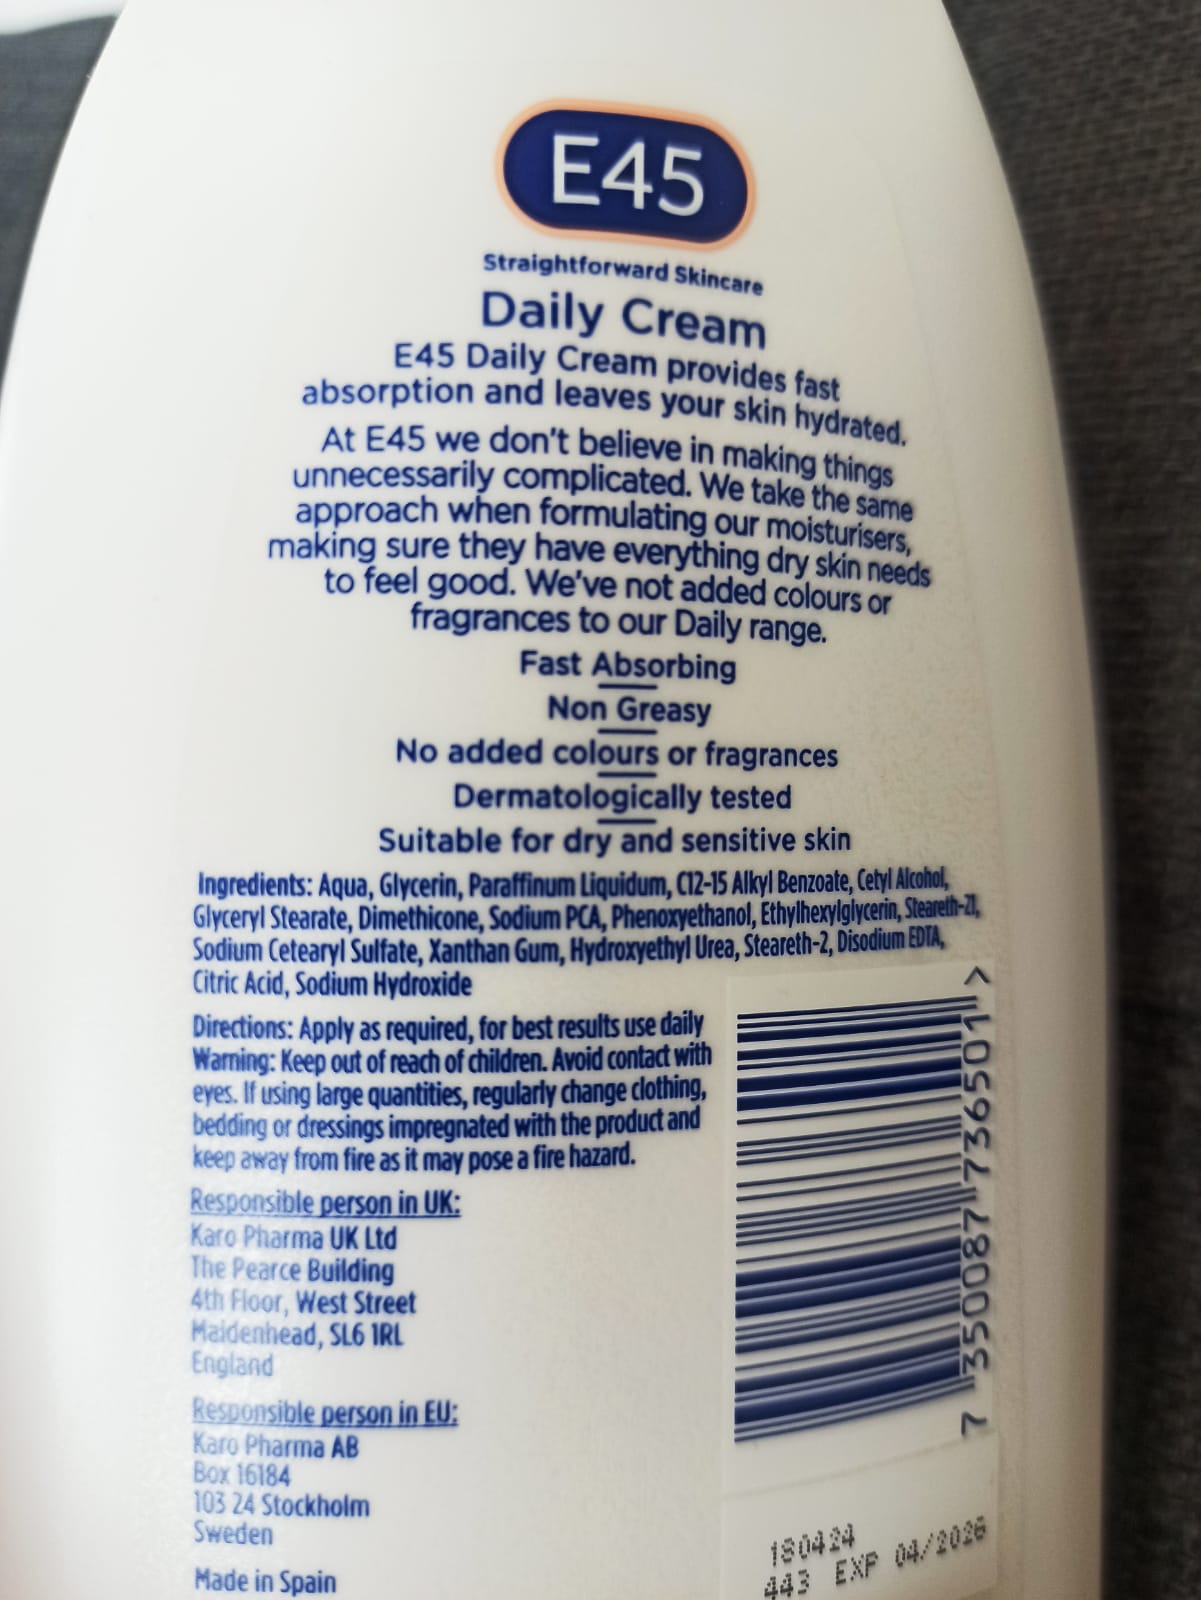 E45
Straightforward Skincare
Daily Cream
E45 Daily Cream provides fast
absorption and leaves your skin hydrated.
At E45 we don't believe in making things
unnecessarily complicated. We take the same
approach when formulating our moisturisers,
making sure they have everything dry skin needs
to feel good. We've not added colours or
fragrances to our Daily range.
Fast Absorbing
Non Greasy
No added colours or fragrances
Dermatologically tested
Suitable for dry and sensitive skin
Ingredients: Aqua, Glycerin, Paraffinum Liquidum, C12-15 Alkyl Benzoate, Cetyl Alcohol,
Glyceryl Stearate, Dimethicone, Sodium PCA, Phenoxyethanol, Ethylhexylglycerin, Steareth-21,
Sodium Cetearyl Sulfate, Xanthan Gum, Hydroxyethyl Urea, Steareth-2, Disodium EDTA,
Citric Acid, Sodium Hydroxide
Directions: Apply as required, for best results use daily
Warning: Keep out of reach of children. Avoid contact with
eyes. If using large quantities, regularly change clothing,
bedding or dressings impregnated with the product and
keep away from fire as it may pose a fire hazard.
Responsible person in UK:
Karo Pharma UK Ltd
The Pearce Building
4th Floor, West Street
Maidenhead, SL6 1RL
England
Responsible person in EU:
Karo Pharma AB
Box 16184
103 24 Stockholm
Sweden
Made in Spain
7 350087 736501 >
180424
443 EXP 04/2026